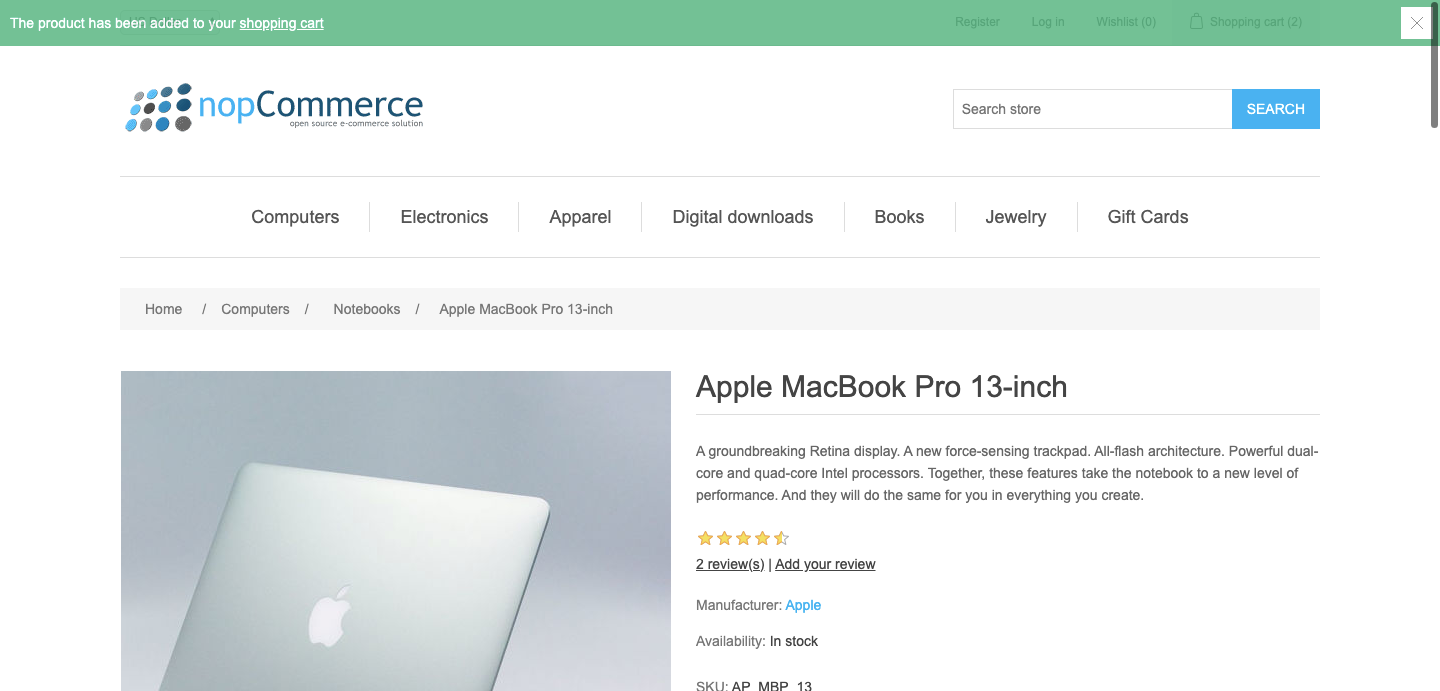 The product has been added to your shopping cart
Register
Log in
Wishlist (0)
Shopping cart (2)
nopCommerce
open source e-commerce solution
Search store
SEARCH
Computers
Electronics
Apparel
Digital downloads
Books
Jewelry
Gift Cards
Home / Computers / Notebooks / Apple MacBook Pro 13-inch
Apple MacBook Pro 13-inch
A groundbreaking Retina display. A new force-sensing trackpad. All-flash architecture. Powerful dual-
core and quad-core Intel processors. Together, these features take the notebook to a new level of
performance. And they will do the same for you in everything you create.
2 review(s) | Add your review
Manufacturer: Apple
Availability: In stock
SKU: AP_MBP_13